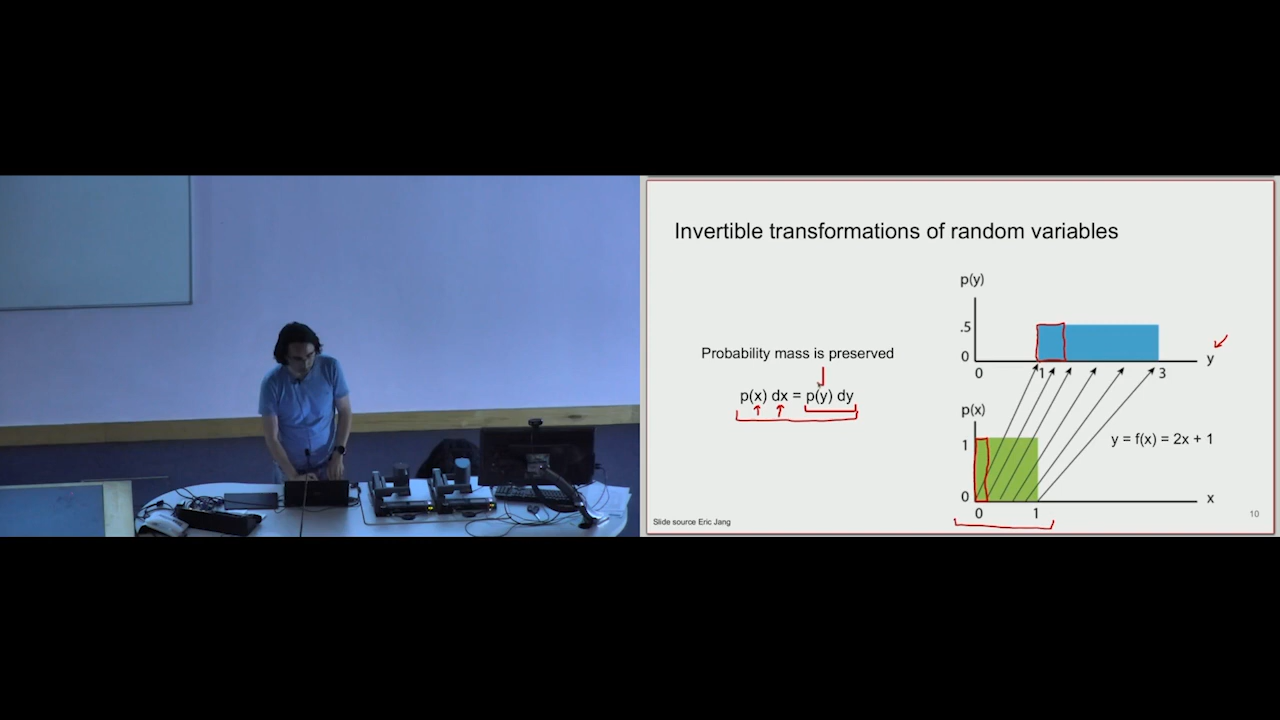 Invertible transformations of random variables
p(y)
.5
0
0 1 3
y
Probability mass is preserved
p(x) dx = p(y) dy
p(x)
1
0
0 1
x
y = f(x) = 2x + 1
Slide source Eric Jang
10